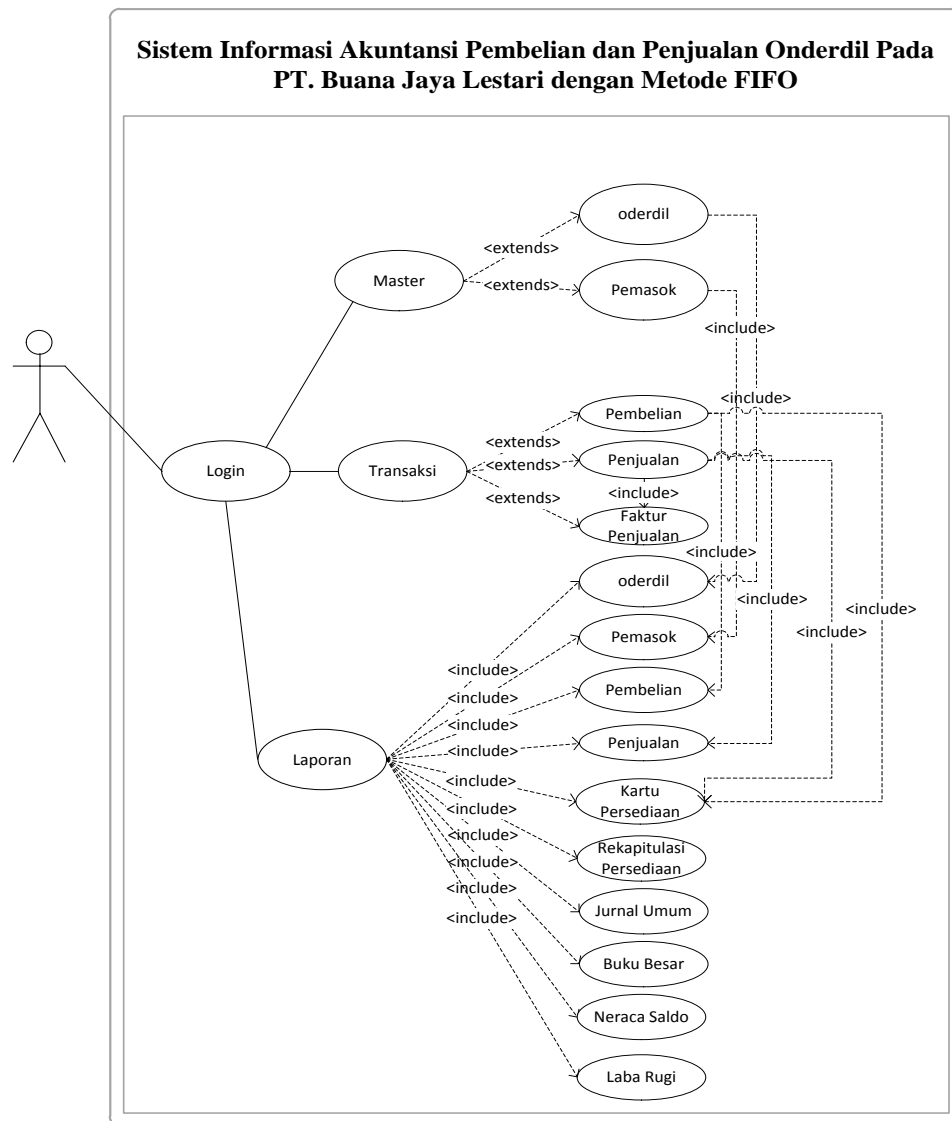 Sistem Informasi Akuntansi Pembelian dan Penjualan Onderdil Pada
PT. Buana Jaya Lestari dengan Metode FIFO
oderdil
<extends>
Master
<extends>
Pemasok
<include>
<include>
Pembelian
<extends>
Login
Transaksi
<extends>
Penjualan
<include>
<extends>
Faktur
Penjualan
<include>
oderdil
<include>
<include>
<include>
Pemasok
<include>
<include>
Pembelian
<include>
<include>
Penjualan
Laporan
<include>
Kartu
Persediaan
<include>
<include>
Rekapitulasi
Persediaan
<include>
<include>
Jurnal Umum
<include>
Buku Besar
Neraca Saldo
Laba Rugi